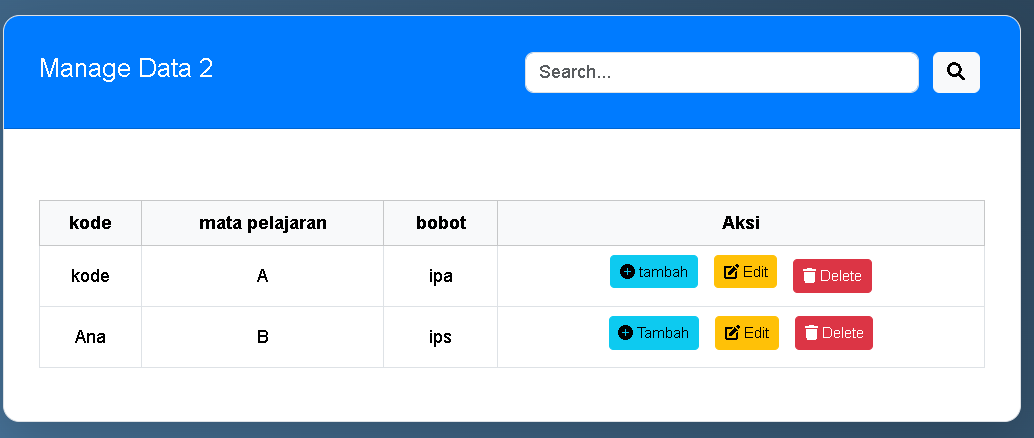 Manage Data 2 Search...
kode mata pelajaran bobot Aksi
kode A ipa tambah Edit Delete
Ana B ips Tambah Edit Delete